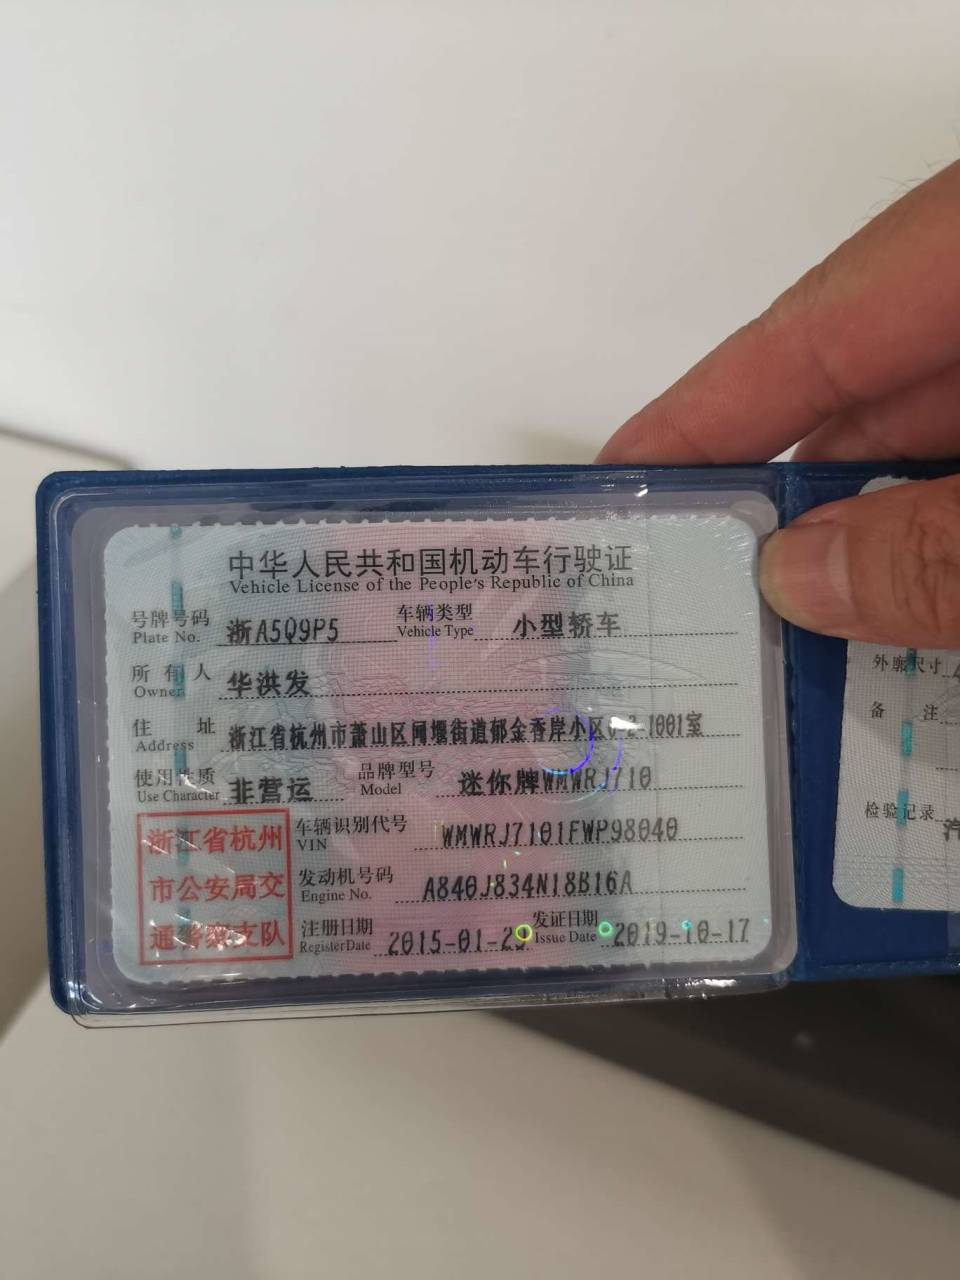 中华人民共和国机动车行驶证
Vehicle License of the People's Republic of China
号牌号码 浙A5Q9P5 车辆类型 小型轿车
Plate No. Vehicle Type
所有人 华洪发
Owner
住址 浙江省杭州市萧山区闻堰街道郁金香岸小区 -1001室
Address
使用性质 非营运 品牌型号 迷你牌WMWRJ710
Use Character Model
浙江省杭州市公安局交通警察支队
车辆识别代号 WMWRJ7101FWP98040
VIN
发动机号码 A840J834N18B16A
Engine No.
注册日期 2015-01-2 发证日期 2019-10-17
Register Date Issue Date
外廓尺寸
备注
检验记录